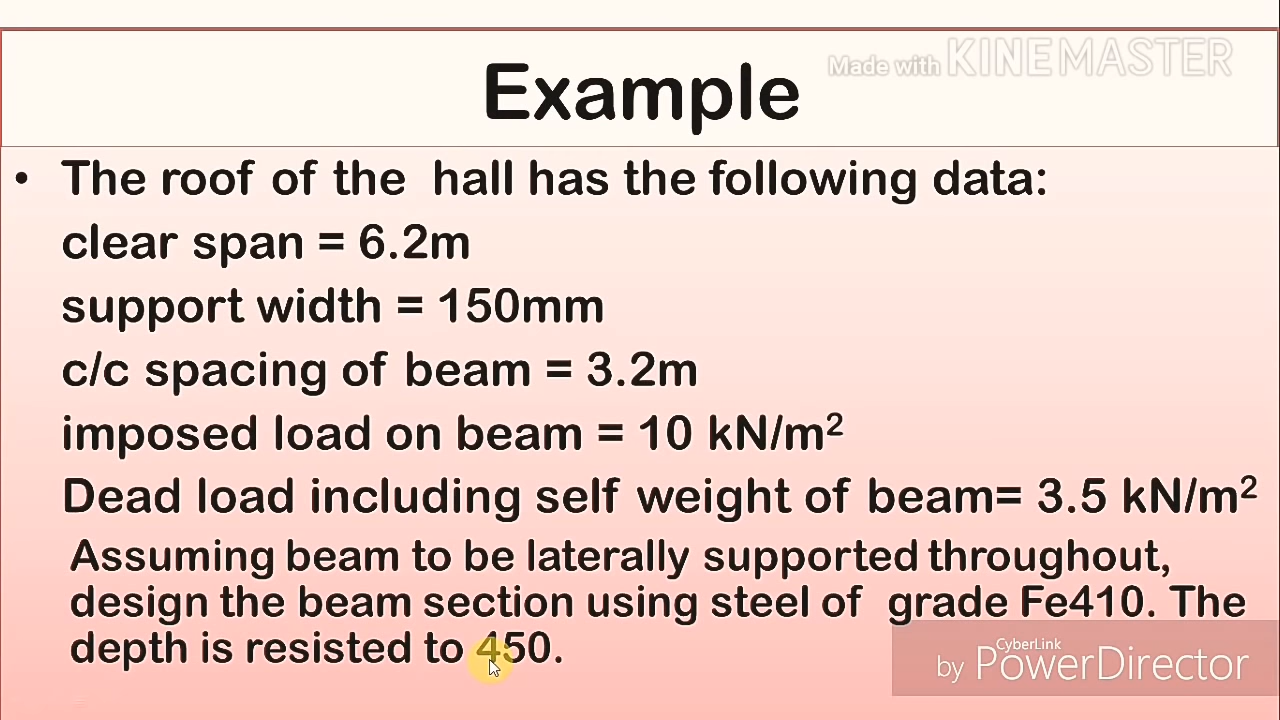 Made with KINEMASTER
Example
• The roof of the hall has the following data:
clear span = 6.2m
support width = 150mm
c/c spacing of beam = 3.2m
imposed load on beam = 10 kN/m²
Dead load including self weight of beam= 3.5 kN/m²
Assuming beam to be laterally supported throughout,
design the beam section using steel of grade Fe410. The
depth is resisted to 450.
CyberLink
by PowerDirector